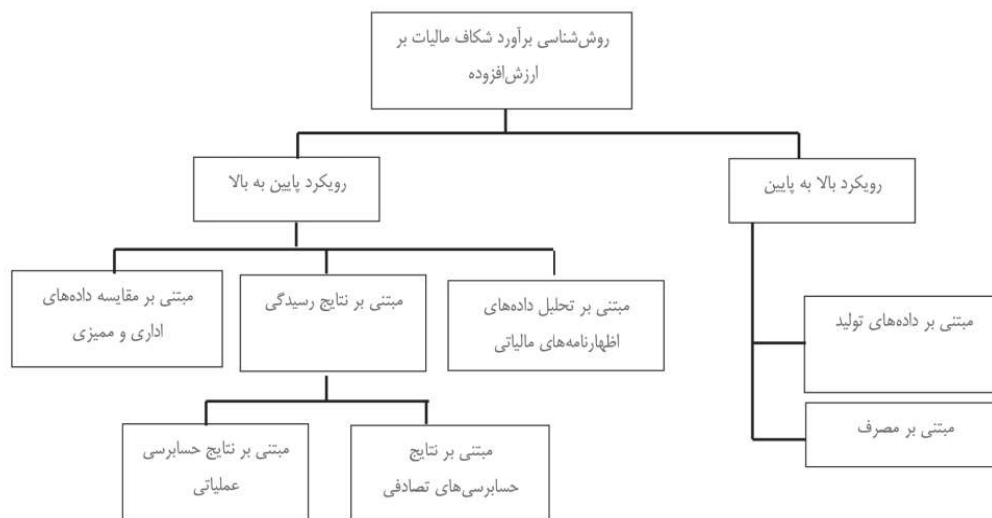 روش‌شناسی برآورد شکاف مالیات بر
ارزش‌افزوده
رویکرد بالا به پایین
رویکرد پایین به بالا
مبتنی بر داده‌های تولید
مبتنی بر مصرف
مبتنی بر تحلیل داده‌های
اظهارنامه‌های مالیاتی
مبتنی بر نتایج رسیدگی
مبتنی بر مقایسه داده‌های
اداری و ممیزی
مبتنی بر نتایج
حسابرسی‌های تصادفی
مبتنی بر نتایج حسابرسی
عملیاتی